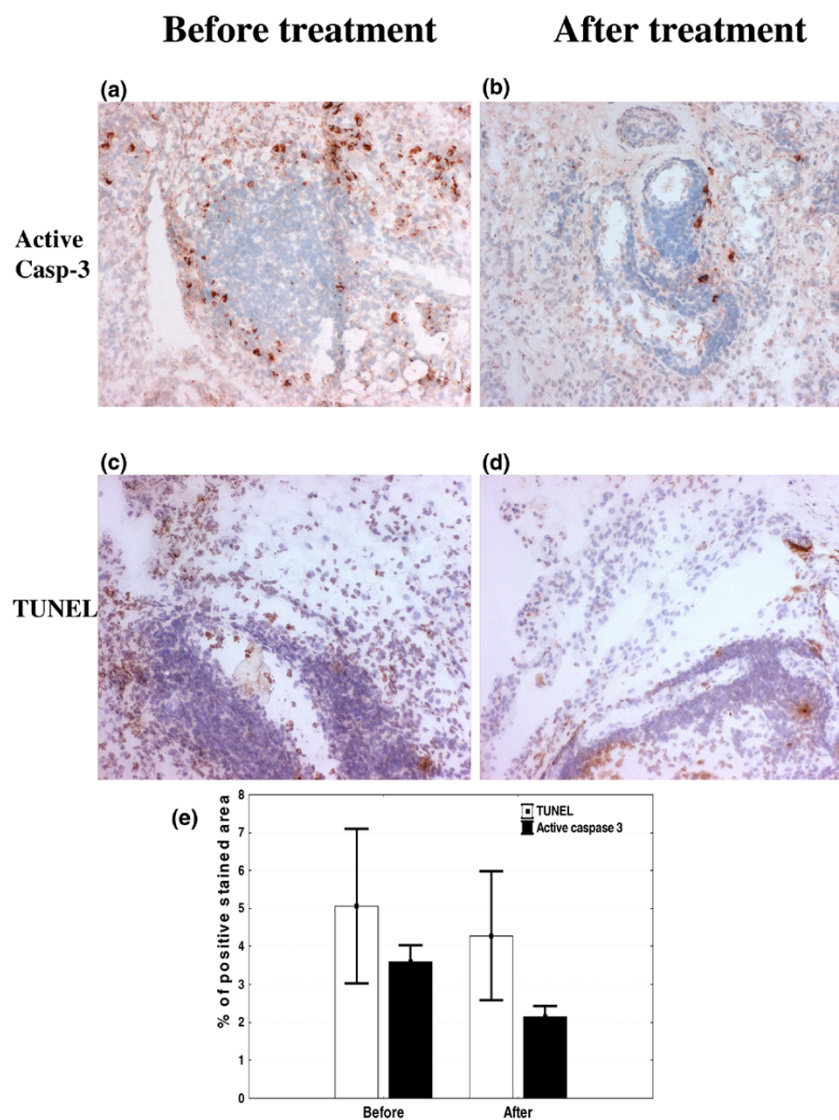 Before treatment After treatment
(a) (b)
Active
Casp-3
(c) (d)
TUNEL
(e)
% of positive stained area
8
7
6
5
4
3
2
1
0
TUNEL
Active caspase 3
Before After